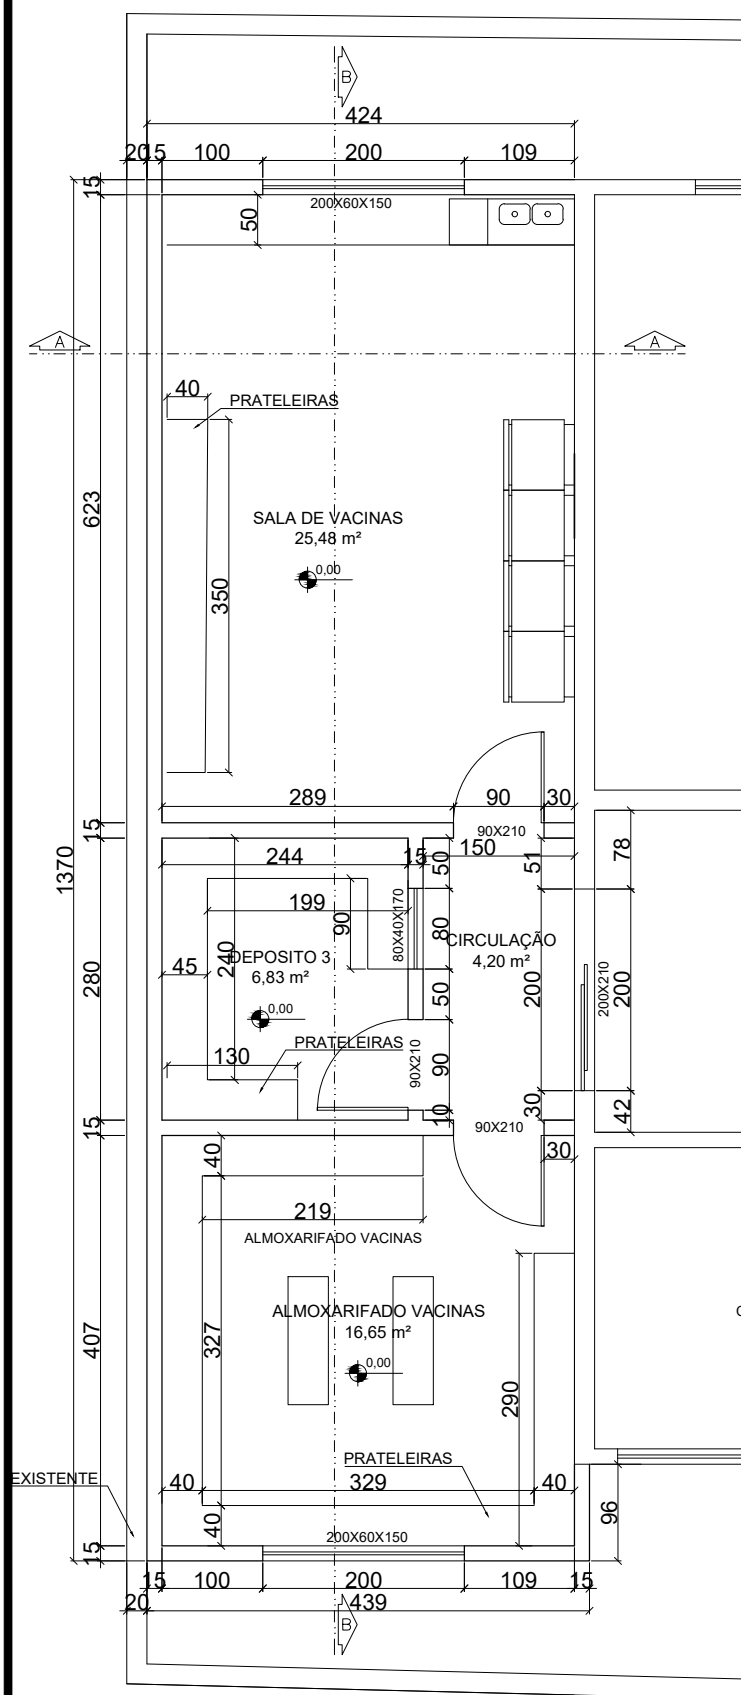 B
424
20
15
100
200
109
15
200X60X150
50
A
A
40
PRATELEIRAS
623
SALA DE VACINAS
25,48 m²
0,00
350
289
90
30
15
90X210
1370
244
15
150
50
51
78
199
90
80X40X170
80
CIRCULAÇÃO
4,20 m²
240
DEPOSITO 3
6,83 m²
45
280
200
200X210
200
50
0,00
PRATELEIRAS
130
90X210
90
30
10
42
15
90X210
40
30
219
ALMOXARIFADO VACINAS
ALMOXARIFADO VACINAS
16,65 m²
327
407
0,00
290
PRATELEIRAS
EXISTENTE
40
329
40
96
40
200X60X150
15
15
100
200
109
15
20
439
B